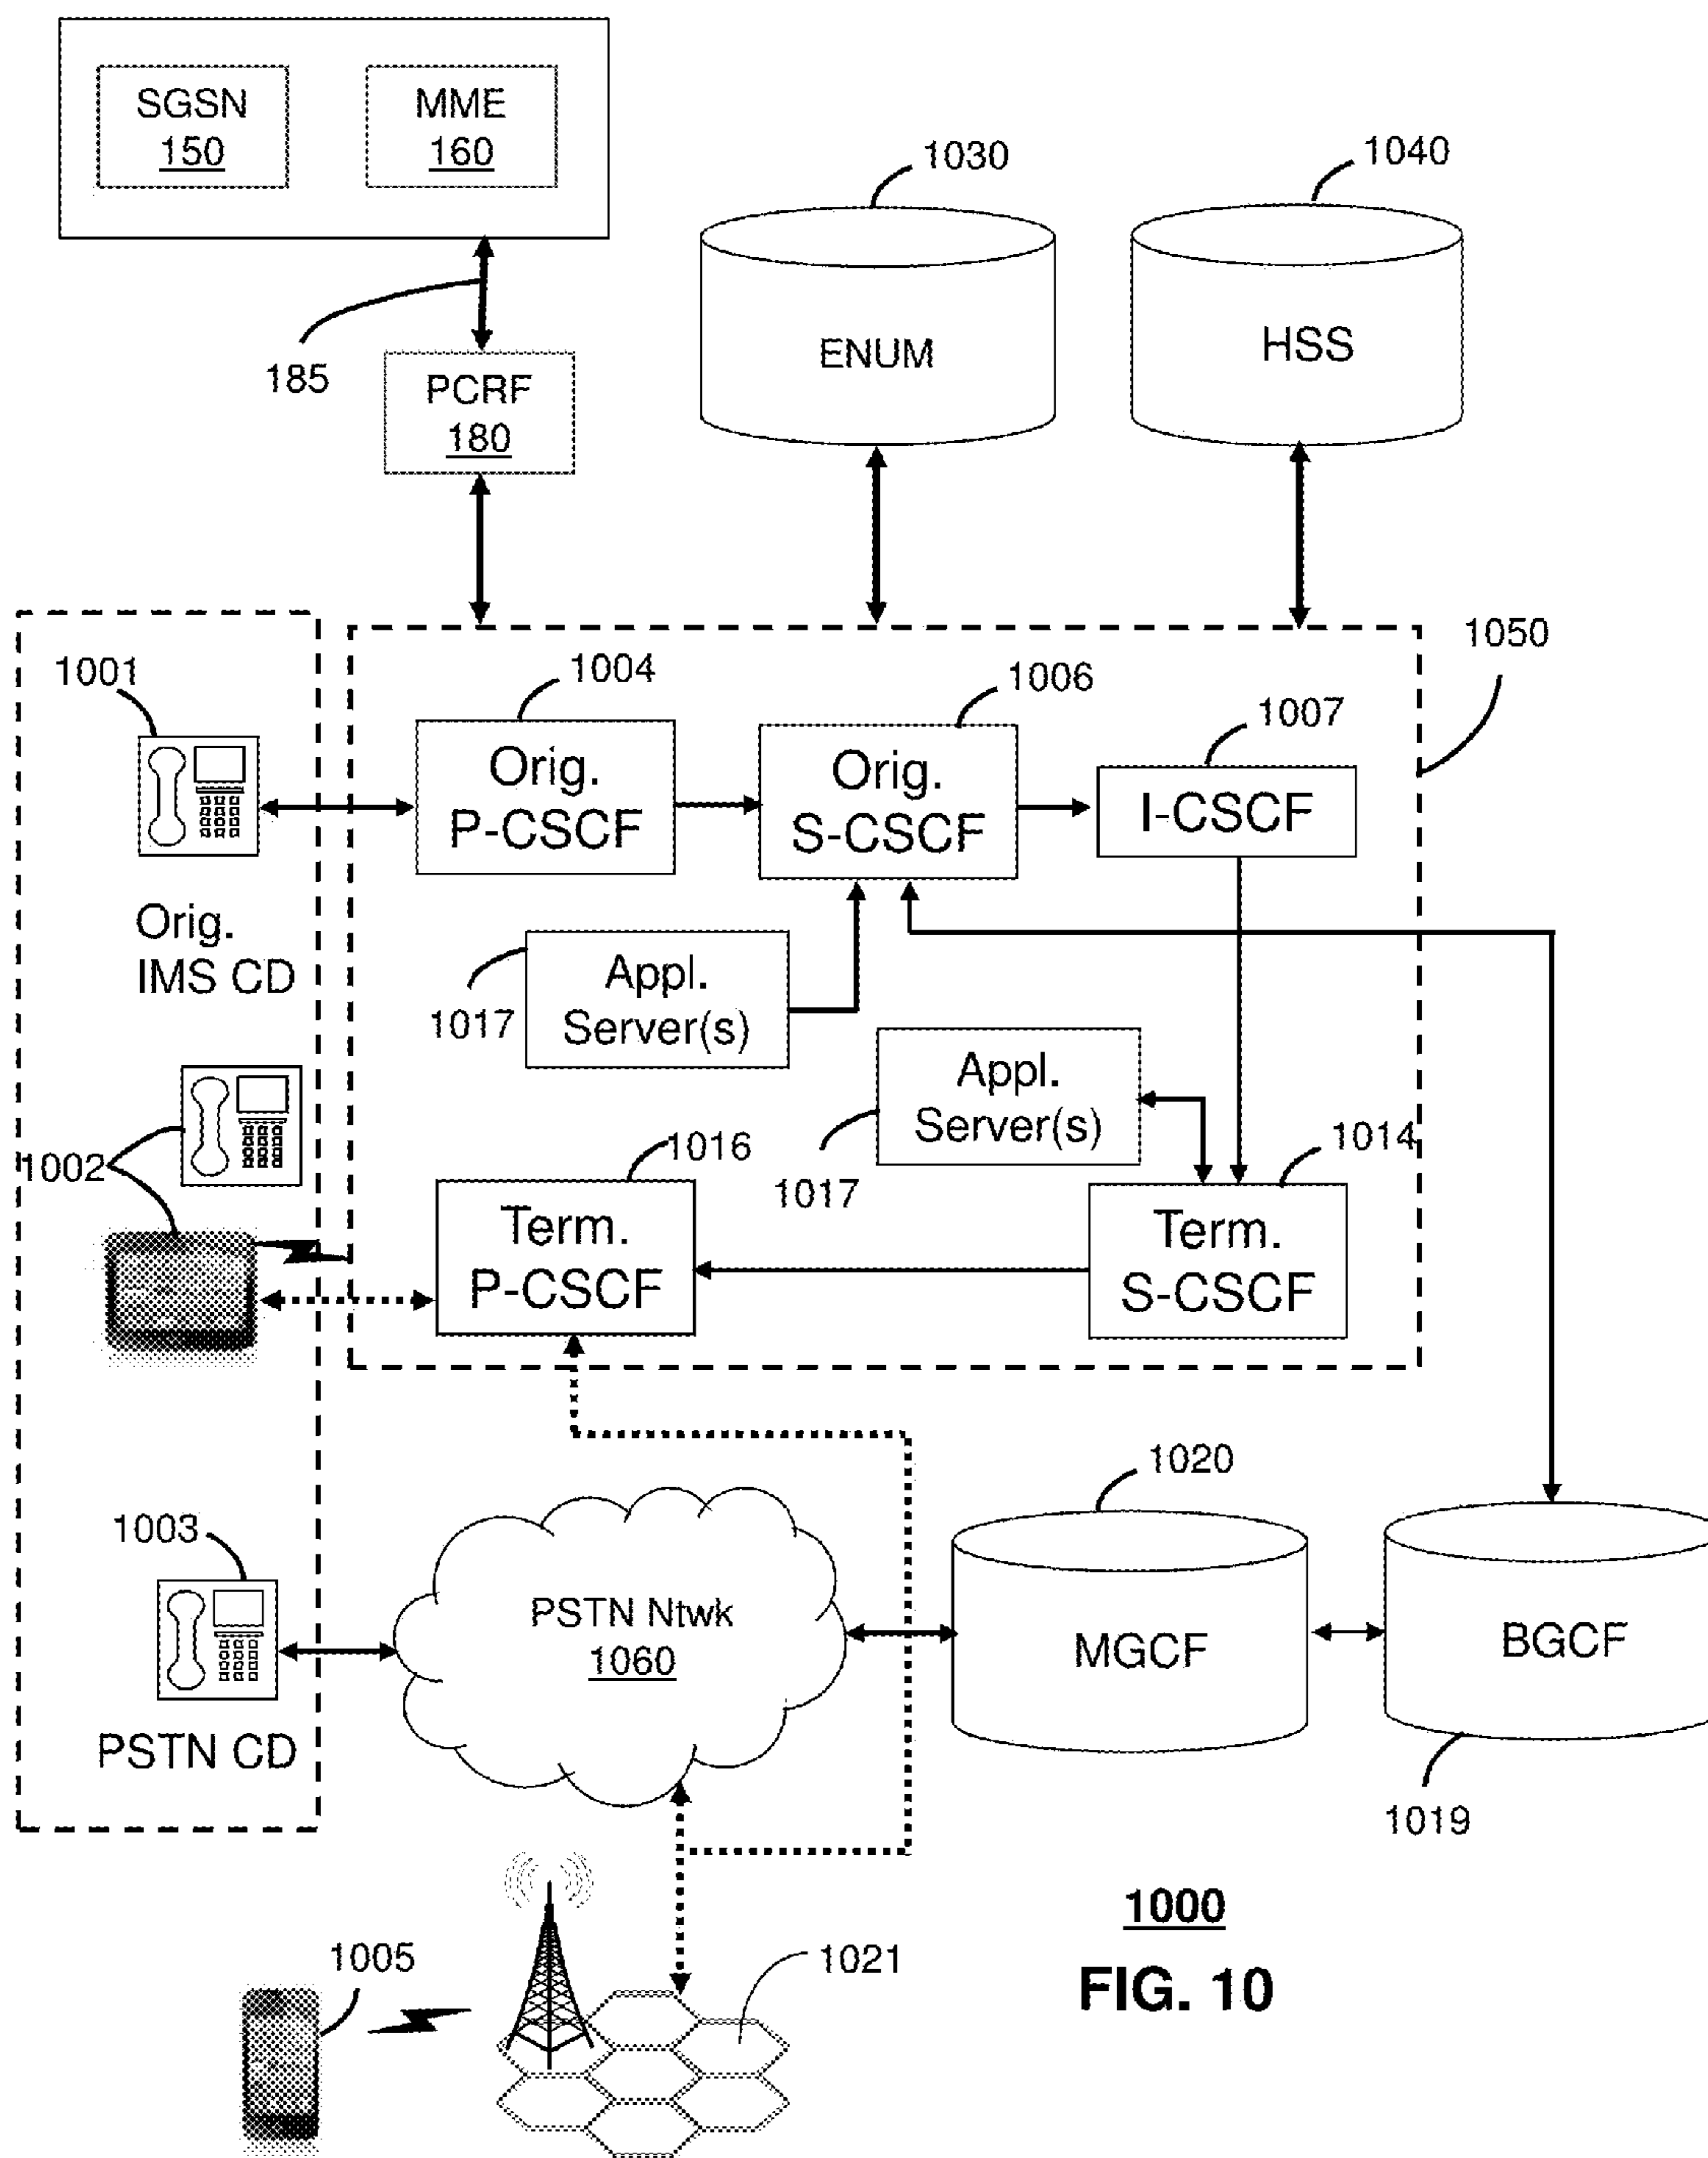 SGSN
150
MME
160
1030
1040
185
PCRF
180
ENUM
HSS
1050
1001
1004
1006
1007
Orig.
P-CSCF
Orig.
S-CSCF
I-CSCF
Orig.
IMS CD
1017
Appl.
Server(s)
Appl.
Server(s)
1017
1002
1016
1014
Term.
P-CSCF
Term.
S-CSCF
1020
1003
PSTN Ntwk
1060
MGCF
BGCF
PSTN CD
1019
1005
1021
1000
FIG. 10